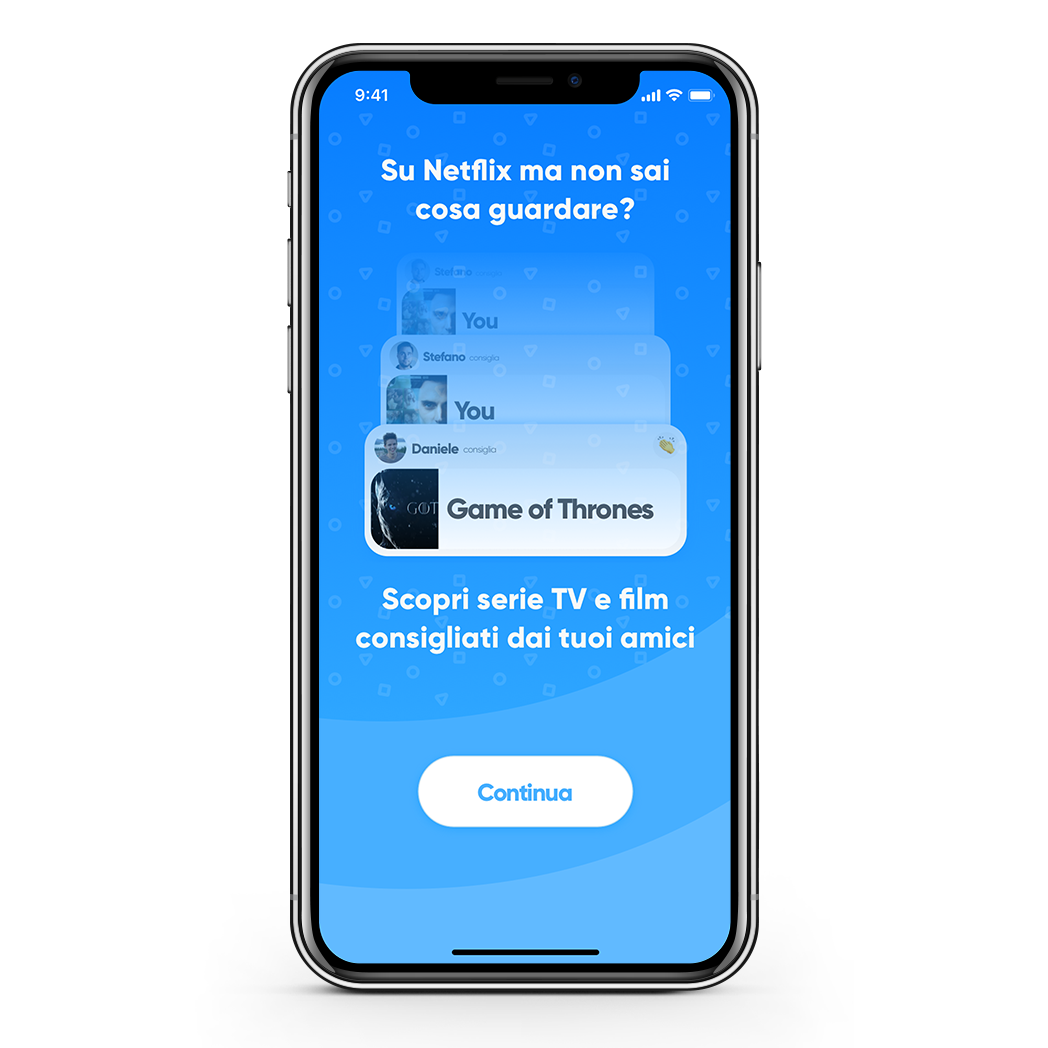 9:41
Su Netflix ma non sai
cosa guardare?
Stefano consiglia
You
Stefano consiglia
You
Daniele consiglia
GOT
Game of Thrones
Scopri serie TV e film
consigliati dai tuoi amici
Continua